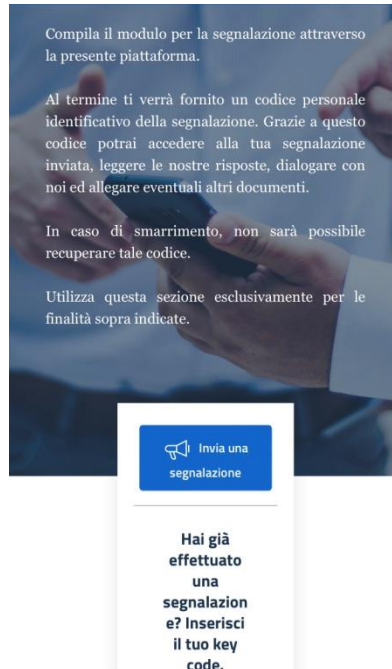 Compila il modulo per la segnalazione attraverso
la presente piattaforma.
Al termine ti verrà fornito un codice personale
identificativo della segnalazione. Grazie a questo
codice potrai accedere alla tua segnalazione
inviata, leggere le nostre risposte, dialogare con
noi ed allegare eventuali altri documenti.
In caso di smarrimento, non sarà possibile
recuperare tale codice.
Utilizza questa sezione esclusivamente per le
finalità sopra indicate.
Invia una
segnalazione
Hai già
effettuato
una
segnalazion
e? Inserisci
il tuo key
code.